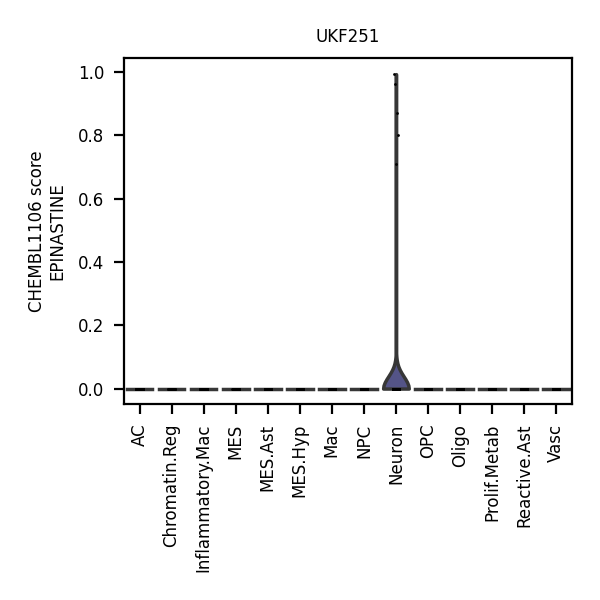 UKF251
CHEMBL1106 score
EPINASTINE
1.0
0.8
0.6
0.4
0.2
0.0
AC
Chromatin.Reg
Inflammatory.Mac
MES
MES.Ast
MES.Hyp
Mac
NPC
Neuron
OPC
Oligo
Prolif.Metab
Reactive.Ast
Vasc